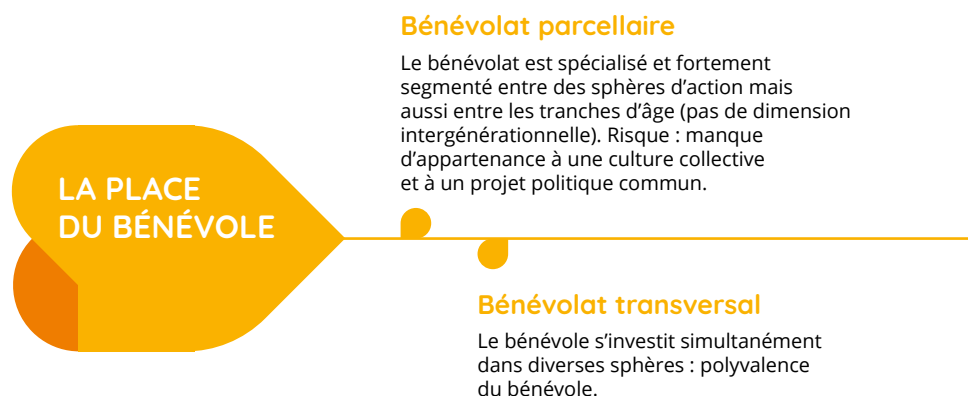 Bénévolat parcellaire
Le bénévolat est spécialisé et fortement
segmenté entre des sphères d’action mais
aussi entre les tranches d’âge (pas de dimension
intergénérationnelle). Risque : manque
d’appartenance à une culture collective
et à un projet politique commun.
LA PLACE
DU BÉNÉVOLE
Bénévolat transversal
Le bénévole s’investit simultanément
dans diverses sphères : polyvalence
du bénévole.